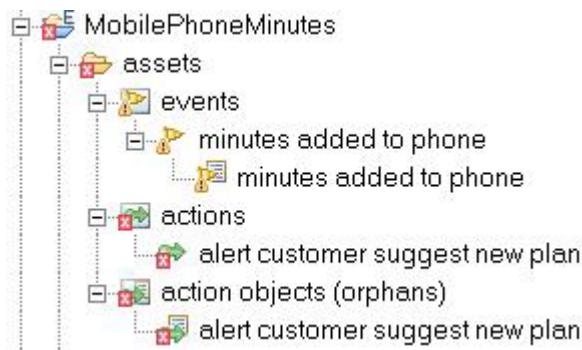 MobilePhoneMinutes
assets
events
minutes added to phone
minutes added to phone
actions
alert customer suggest new plan
action objects (orphans)
alert customer suggest new plan